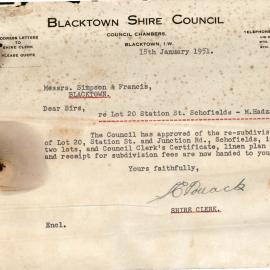 BLACKTOWN SHIRE COUNCIL
COUNCIL CHAMBERS,
BLACKTOWN, I.W.
ADDRESS LETTERS
TO
SHIRE CLERK
PLEASE QUOTE
TELEPHONE
15th January 1951.
Messrs. Simpson & Francis,
BLACKTOWN.
Dear Sirs,
re Lot 20 Station St. Schofields - M.Hadz
The Council has approved of the re-subdivis
of Lot 20, Station St. and Junction Rd., Schofields, i
two lots, and Council Clerk's Certificate, linen plan
and receipt for subdivision fees are now handed to you
Yours faithfully,
SHIRE CLERK.
Encl.